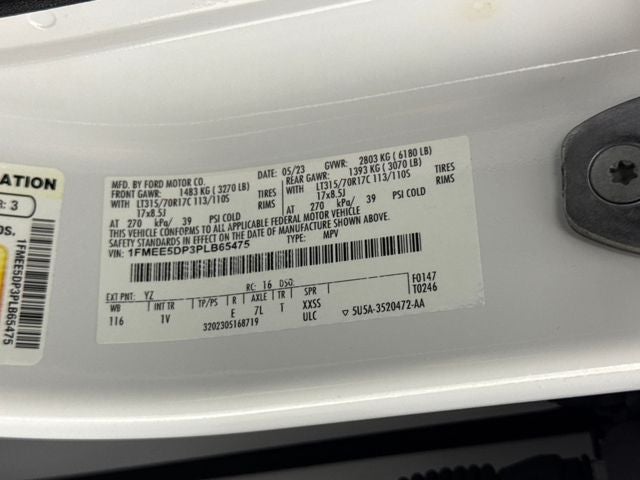 ATION
R: 3
DS.
1FMEE5DP3PLB65475
MFD. BY FORD MOTOR CO.
DATE: 05/23 GVWR: 2803 KG ( 6180 LB)
FRONT GAWR: 1483 KG ( 3270 LB) REAR GAWR: 1393 KG ( 3070 LB)
WITH LT315/70R17C 113/110S TIRES WITH LT315/70R17C 113/110S TIRES
17x8.5J RIMS 17x8.5J RIMS
AT 270 kPa/ 39 PSI COLD AT 270 kPa/ 39 PSI COLD
THIS VEHICLE CONFORMS TO ALL APPLICABLE FEDERAL MOTOR VEHICLE
SAFETY STANDARDS IN EFFECT ON THE DATE OF MANUFACTURE SHOWN ABOVE.
VIN: 1FMEE5DP3PLB65475 TYPE: MPV
EXT PNT: YZ RC: 16 DSO: F0147
WB INT TR TP/PS R AXLE TR SPR T0246
116 1V E 7L T XXSS
3202305168719 ULC ▽ 5U5A-3520472-AA